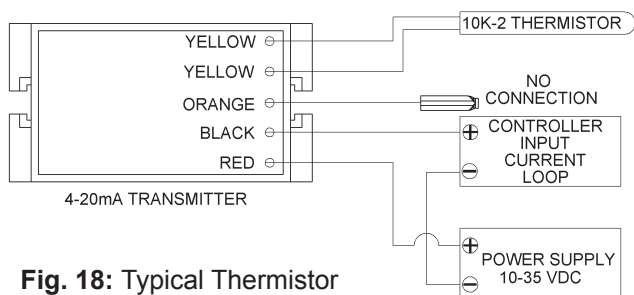 YELLOW
YELLOW
ORANGE
BLACK
RED
4-20mA TRANSMITTER
10K-2 THERMISTOR
NO
CONNECTION
CONTROLLER
INPUT
CURRENT
LOOP
POWER SUPPLY
10-35 VDC
Fig. 18: Typical Thermistor